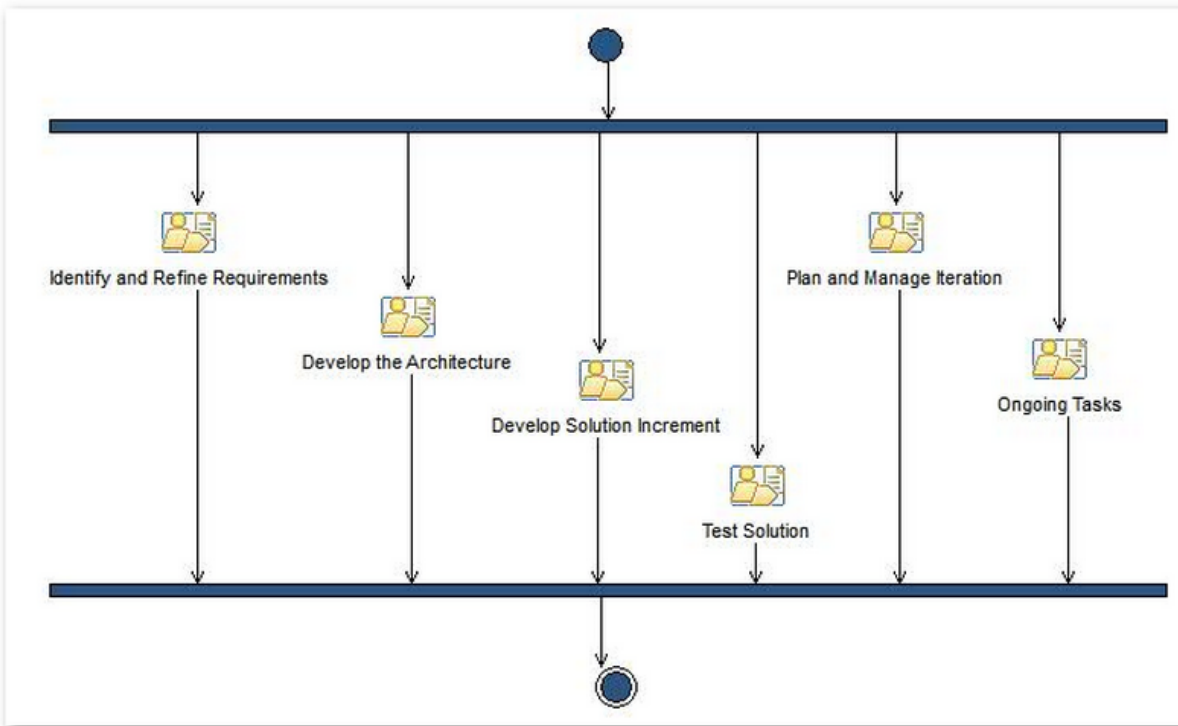 Identify and Refine Requirements
Plan and Manage Iteration
Develop the Architecture
Ongoing Tasks
Develop Solution Increment
Test Solution